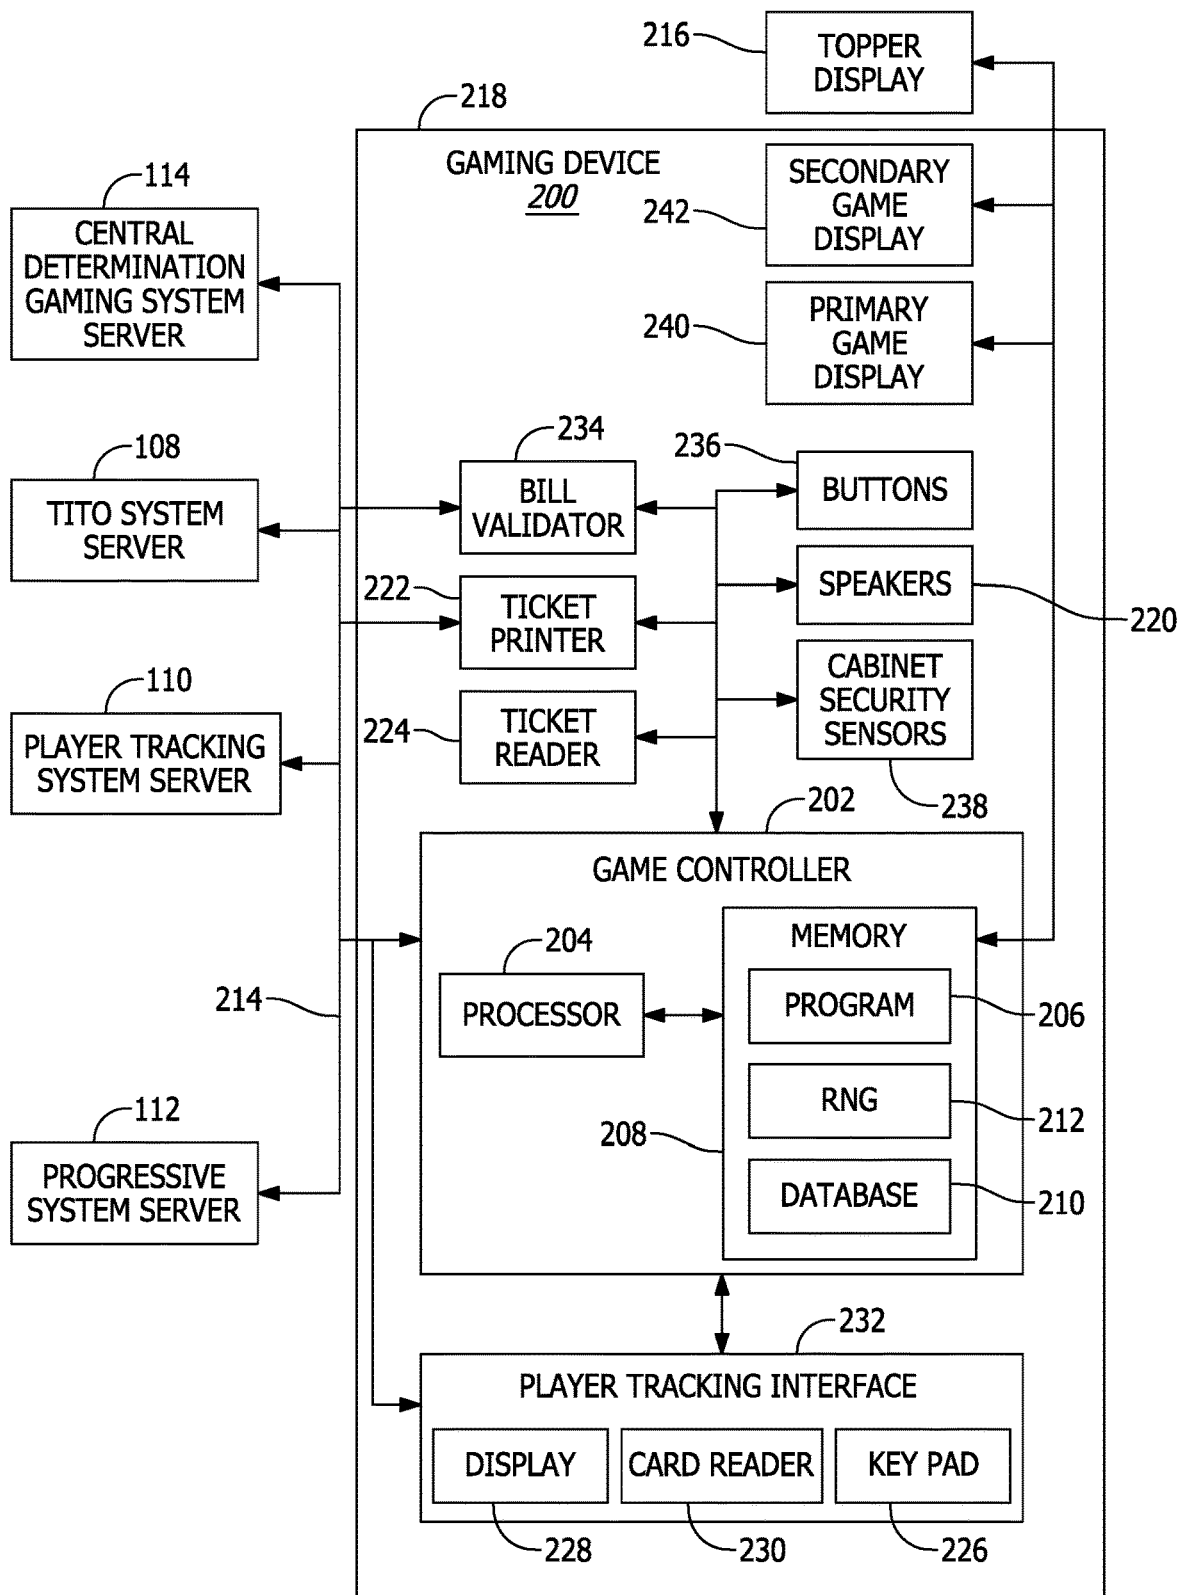 216
TOPPER
DISPLAY
218
GAMING DEVICE
200
SECONDARY
GAME
DISPLAY
242
PRIMARY
GAME
DISPLAY
240
114
CENTRAL
DETERMINATION
GAMING SYSTEM
SERVER
108
TITO SYSTEM
SERVER
110
PLAYER TRACKING
SYSTEM SERVER
214
112
PROGRESSIVE
SYSTEM SERVER
234
BILL
VALIDATOR
222
TICKET
PRINTER
224
TICKET
READER
236
BUTTONS
SPEAKERS
220
CABINET
SECURITY
SENSORS
238
202
GAME CONTROLLER
204
PROCESSOR
MEMORY
PROGRAM
206
RNG
212
208
DATABASE
210
232
PLAYER TRACKING INTERFACE
DISPLAY
CARD READER
KEY PAD
228
230
226